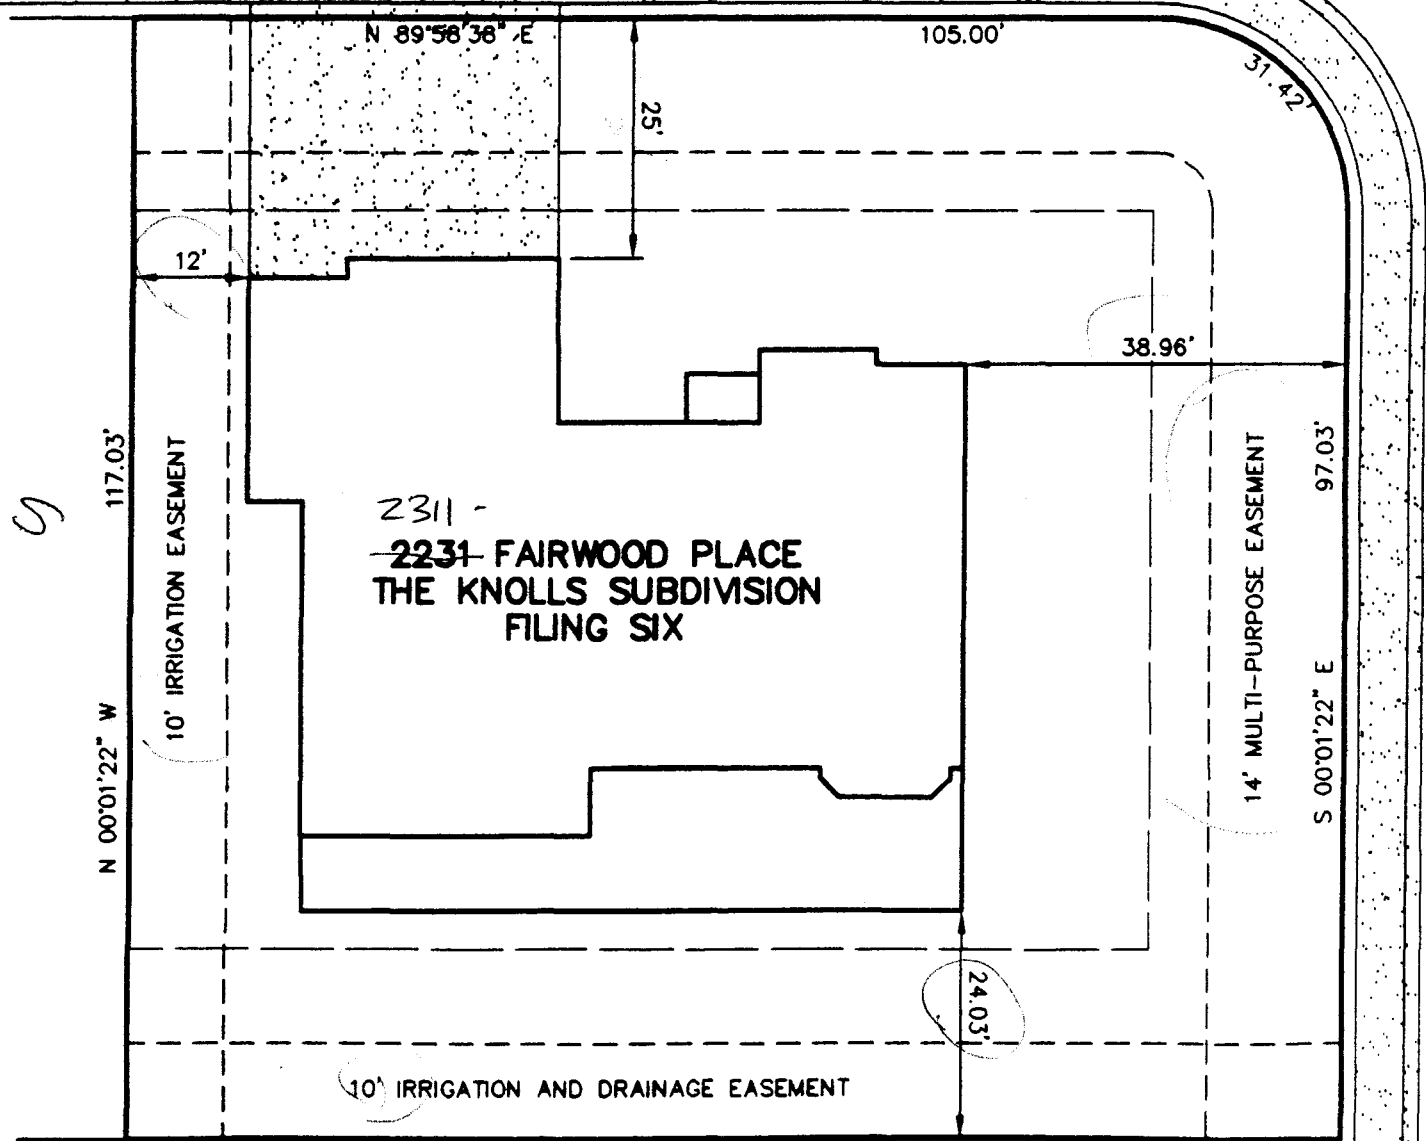 N 89°58'38" E
105.00'
31.42'
25'
12'
38.96'
117.03'
10' IRRIGATION EASEMENT
N 00°01'22" W
2311 -
2231 FAIRWOOD PLACE
THE KNOLLS SUBDIVISION
FILING SIX
14' MULTI-PURPOSE EASEMENT
97.03'
S 00°01'22" E
24.03'
10' IRRIGATION AND DRAINAGE EASEMENT